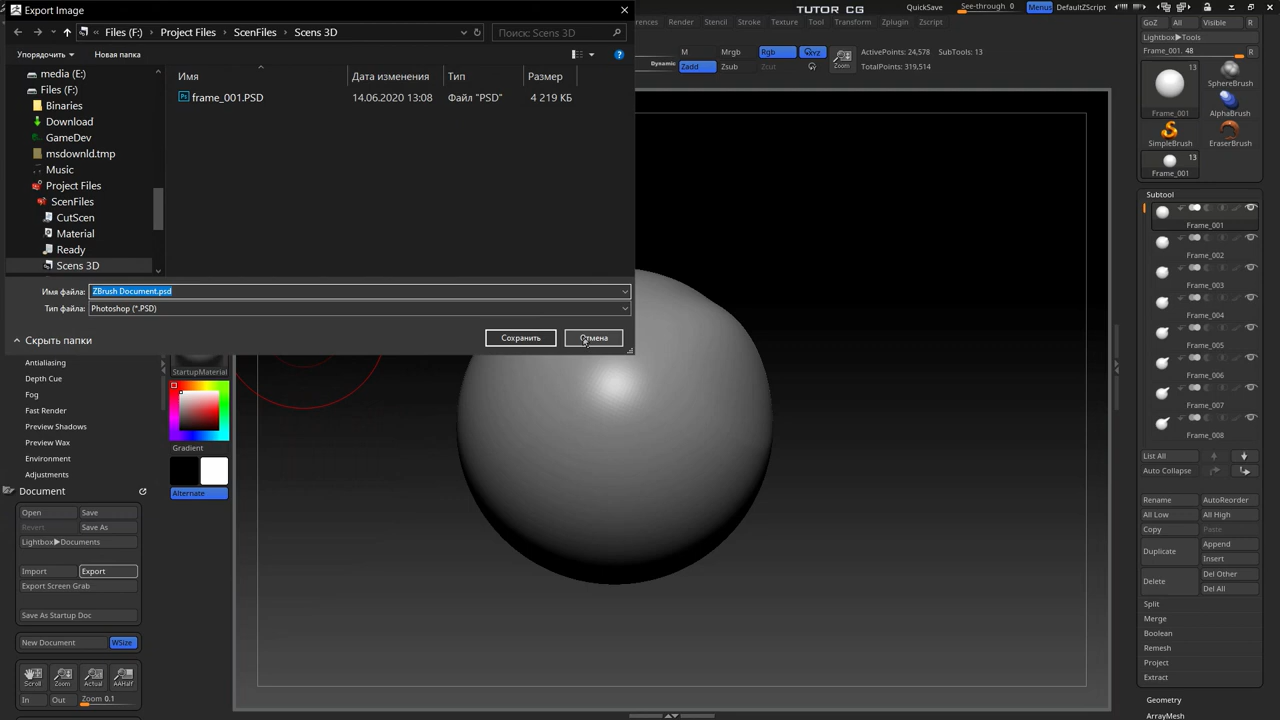 Export Image
TUTOR CG
QuickSave
See-through 0
Menus
DefaultZScript
Files (F:)
Project Files
ScenFiles
Scens 3D
Поиск: Scens 3D
Render
Stencil
Stroke
Texture
Tool
Transform
Zplugin
Zscript
GoZ
All
Visible
R
Lightbox▶Tools
Frame_001. 48
R
Упорядочить
Новая папка
Dynamic
M
Mrgb
Rgb
Zadd
Zsub
Zcut
XYZ
Zoom
ActivePoints: 24,578
SubTools: 13
TotalPoints: 319,514
media (E:)
Files (F:)
Binaries
Download
GameDev
msdownld.tmp
Music
Project Files
ScenFiles
CutScen
Material
Ready
Scens 3D
Имя
Дата изменения
Тип
Размер
frame_001.PSD
14.06.2020 13:08
Файл "PSD"
4 219 КБ
13
Frame_001
SphereBrush
AlphaBrush
SimpleBrush
EraserBrush
13
Frame_001
Subtool
Frame_001
Frame_002
Frame_003
Frame_004
Frame_005
Frame_006
Frame_007
Frame_008
Имя файла:
ZBrush Document.psd
Тип файла:
Photoshop (*.PSD)
Скрыть папки
Сохранить
Отмена
Antialiasing
Depth Cue
Fog
Fast Render
Preview Shadows
Preview Wax
Environment
Adjustments
StartupMaterial
Gradient
Alternate
Document
Open
Save
Revert
Save As
Lightbox▶Documents
Import
Export
Export Screen Grab
Save As Startup Doc
New Document
WSize
Scroll
Zoom
Actual
AAHalf
In
Out
Zoom 0.1
List All
Auto Collapse
Rename
AutoReorder
All Low
All High
Copy
Paste
Duplicate
Append
Insert
Delete
Del Other
Del All
Split
Merge
Boolean
Remesh
Project
Extract
Geometry
ArrayMesh